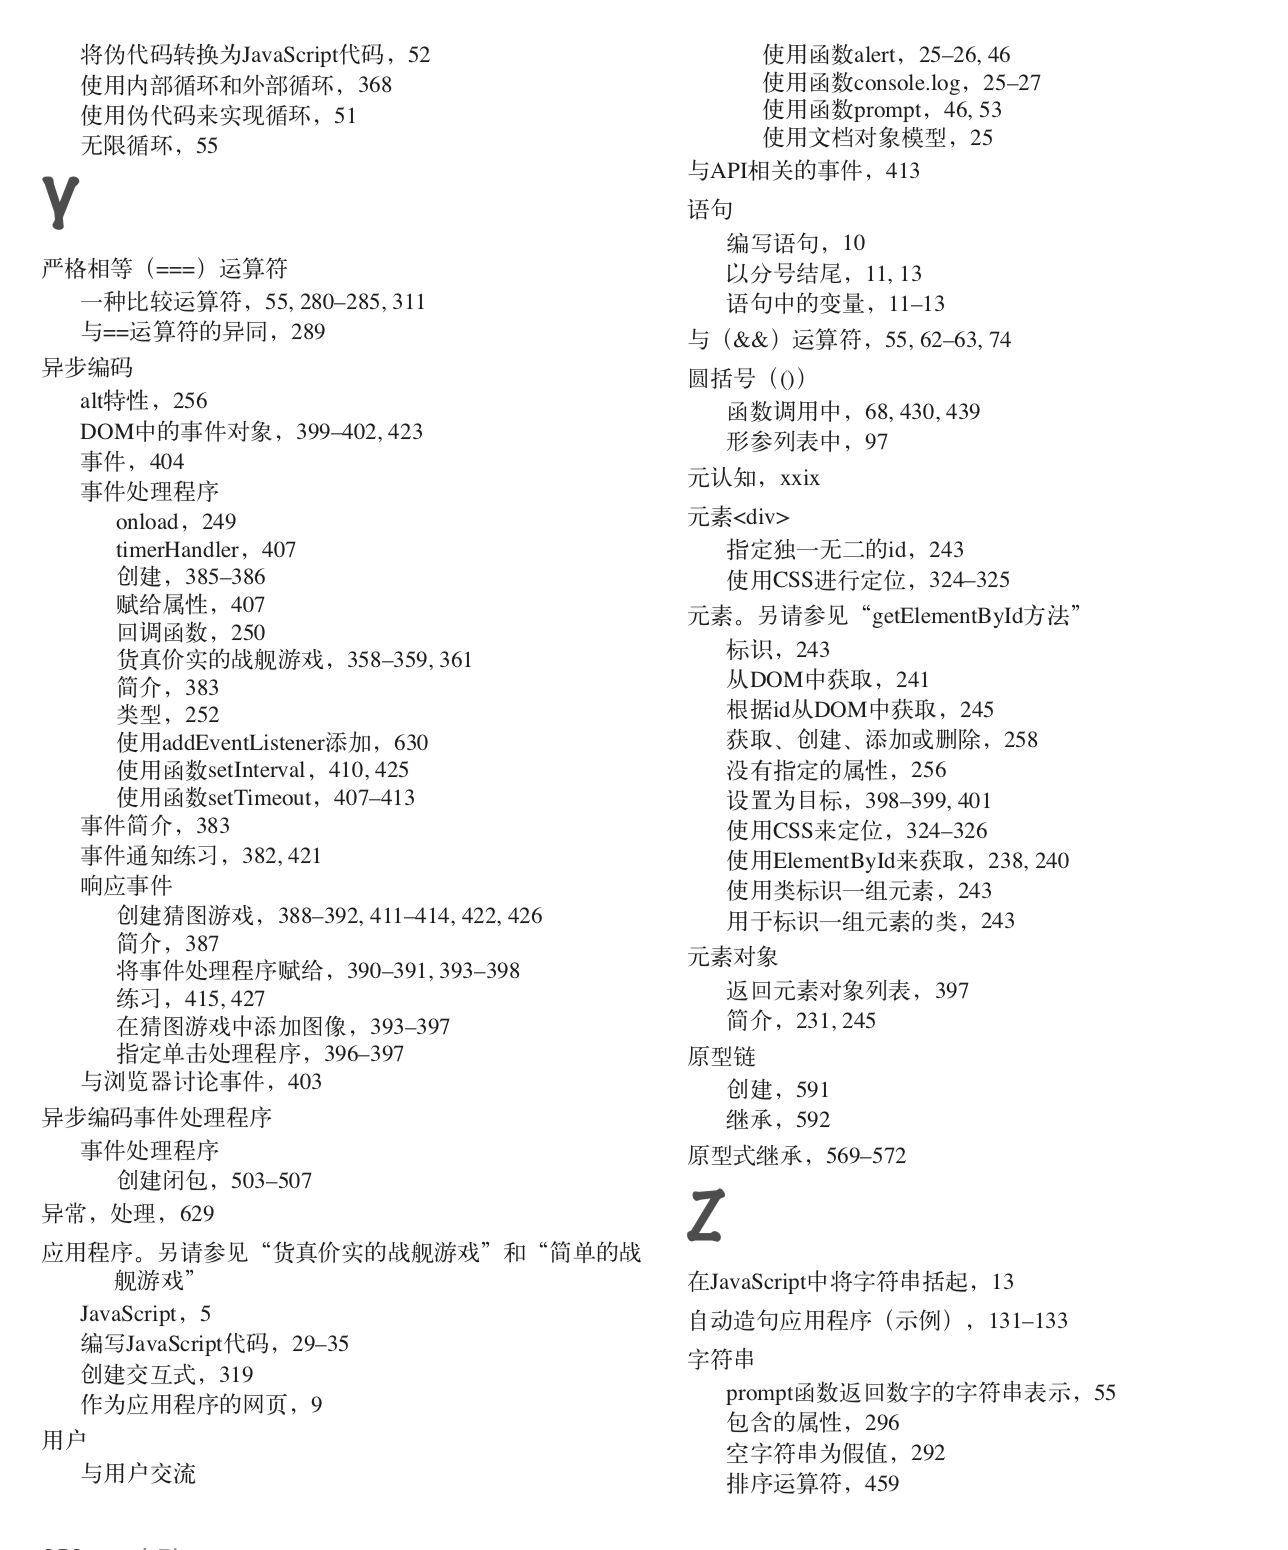 将伪代码转换为JavaScript代码，52
使用内部循环和外部循环，368
使用伪代码来实现循环，51
无限循环，55
Y
严格相等（===）运算符
一种比较运算符，55, 280–285, 311
与==运算符的异同，289
异步编码
alt特性，256
DOM中的事件对象，399–402, 423
事件，404
事件处理程序
onload，249
timerHandler，407
创建，385–386
赋给属性，407
回调函数，250
货真价实的战舰游戏，358–359, 361
简介，383
类型，252
使用addEventListener添加，630
使用函数setInterval，410, 425
使用函数setTimeout，407–413
事件简介，383
事件通知练习，382, 421
响应事件
创建猜图游戏，388–392, 411–414, 422, 426
简介，387
将事件处理程序赋给，390–391, 393–398
练习，415, 427
在猜图游戏中添加图像，393–397
指定单击处理程序，396–397
与浏览器讨论事件，403
异步编码事件处理程序
事件处理程序
创建闭包，503–507
异常，处理，629
应用程序。另请参见“货真价实的战舰游戏”和“简单的战
舰游戏”
JavaScript，5
编写JavaScript代码，29–35
创建交互式，319
作为应用程序的网页，9
用户
与用户交流
使用函数alert，25–26, 46
使用函数console.log，25–27
使用函数prompt，46, 53
使用文档对象模型，25
与API相关的事件，413
语句
编写语句，10
以分号结尾，11, 13
语句中的变量，11–13
与（&&）运算符，55, 62–63, 74
圆括号（()）
函数调用中，68, 430, 439
形参列表中，97
元认知，xxix
元素<div>
指定独一无二的id，243
使用CSS进行定位，324–325
元素。另请参见“getElementById方法”
标识，243
从DOM中获取，241
根据id从DOM中获取，245
获取、创建、添加或删除，258
没有指定的属性，256
设置为目标，398–399, 401
使用CSS来定位，324–326
使用ElementById来获取，238, 240
使用类标识一组元素，243
用于标识一组元素的类，243
元素对象
返回元素对象列表，397
简介，231, 245
原型链
创建，591
继承，592
原型式继承，569–572
Z
在JavaScript中将字符串括起，13
自动造句应用程序（示例），131–133
字符串
prompt函数返回数字的字符串表示，55
包含的属性，296
空字符串为假值，292
排序运算符，459